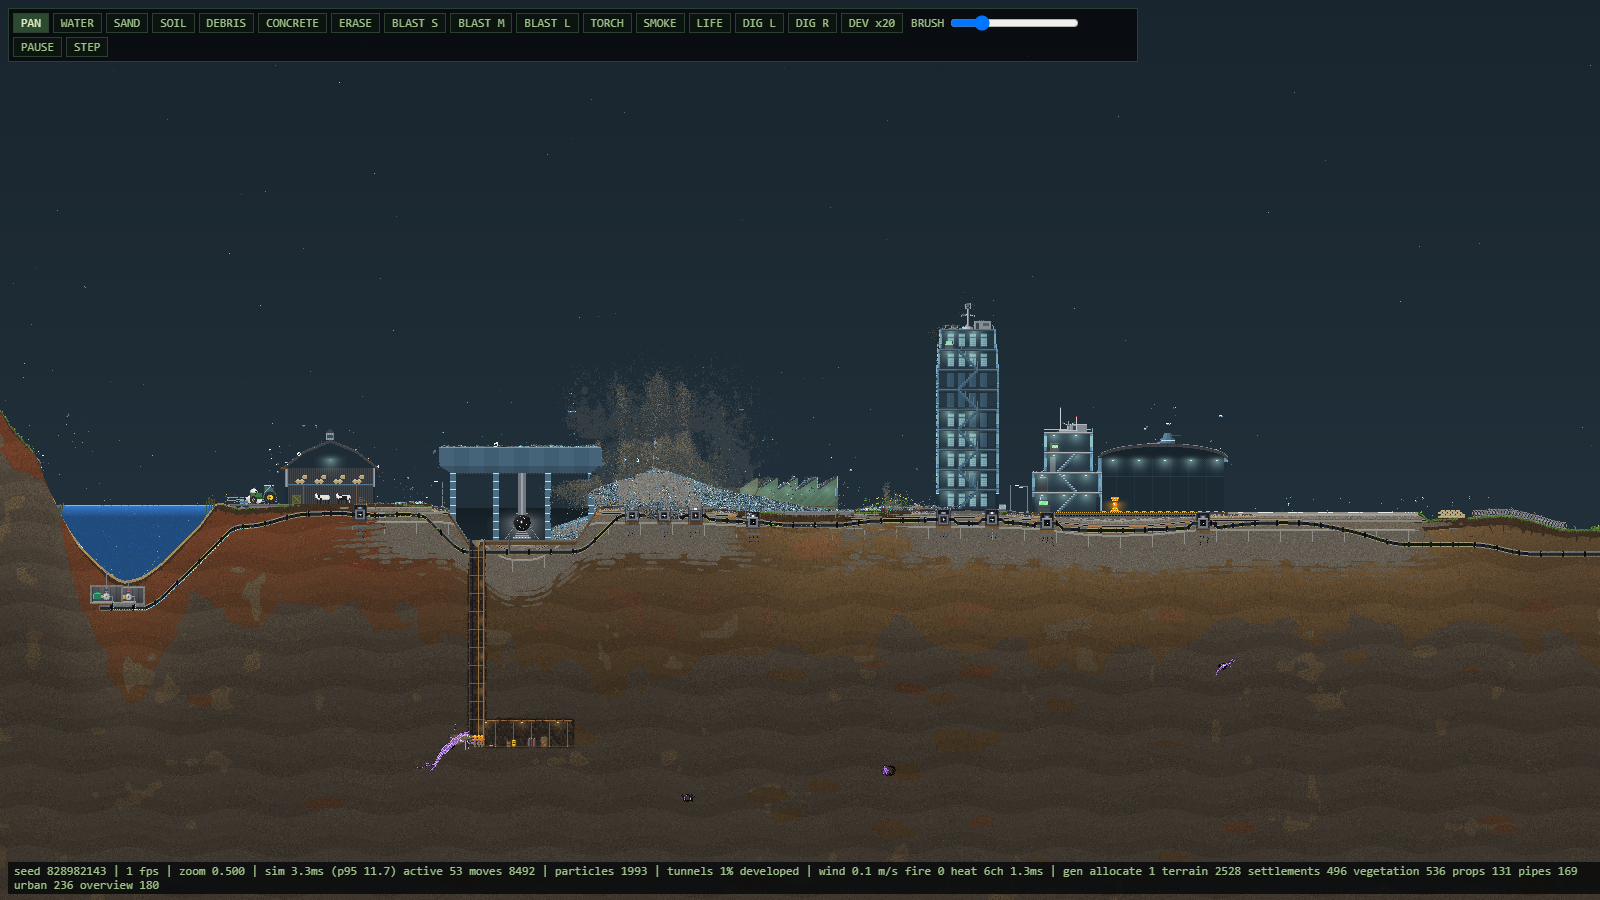 PAN WATER SAND SOIL DEBRIS CONCRETE ERASE BLAST S BLAST M BLAST L TORCH SMOKE LIFE DIG L DIG R DEV x20 BRUSH
PAUSE STEP
seed 828982143 | 1 fps | zoom 0.500 | sim 3.3ms (p95 11.7) active 53 moves 8492 | particles 1993 | tunnels 1% developed | wind 0.1 m/s fire 0 heat 6ch 1.3ms | gen allocate 1 terrain 2528 settlements 496 vegetation 536 props 131 pipes 169
urban 236 overview 180